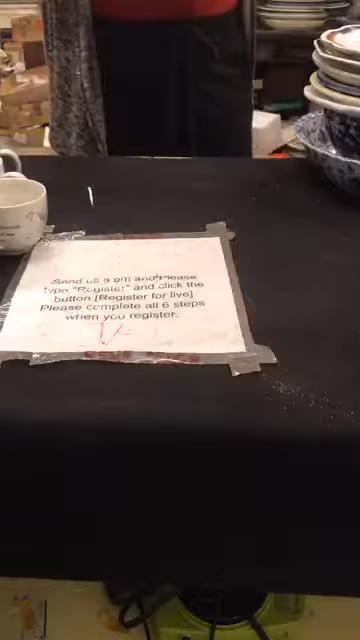 Send us a pm and Please
type "Register" and click the
button [Register for live]
Please complete all 6 steps
when you register.